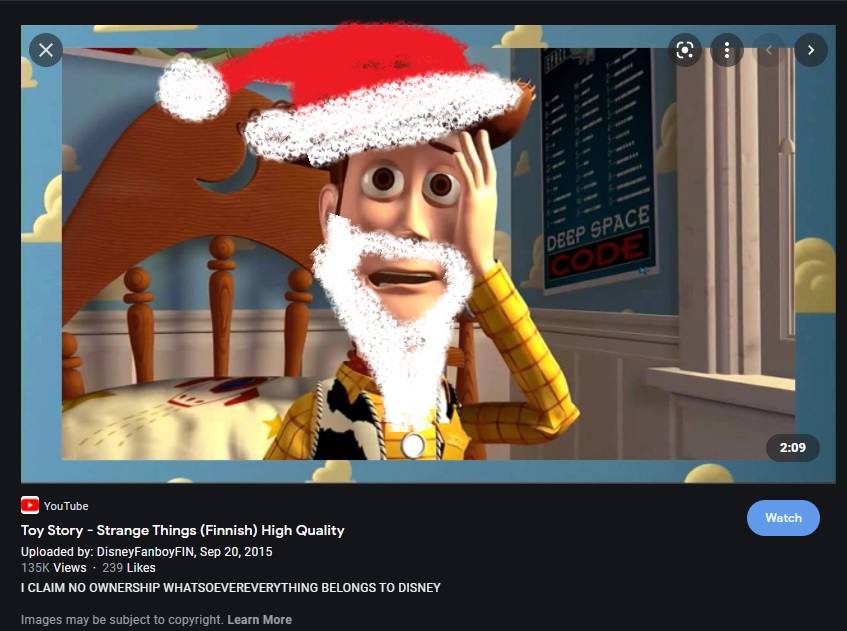 SPACE
DEEP SPACE
CODE
2:09
YouTube
Toy Story - Strange Things (Finnish) High Quality
Watch
Uploaded by: DisneyFanboyFIN, Sep 20, 2015
135K Views · 239 Likes
I CLAIM NO OWNERSHIP WHATSOEVEREVERYTHING BELONGS TO DISNEY
Images may be subject to copyright. Learn More